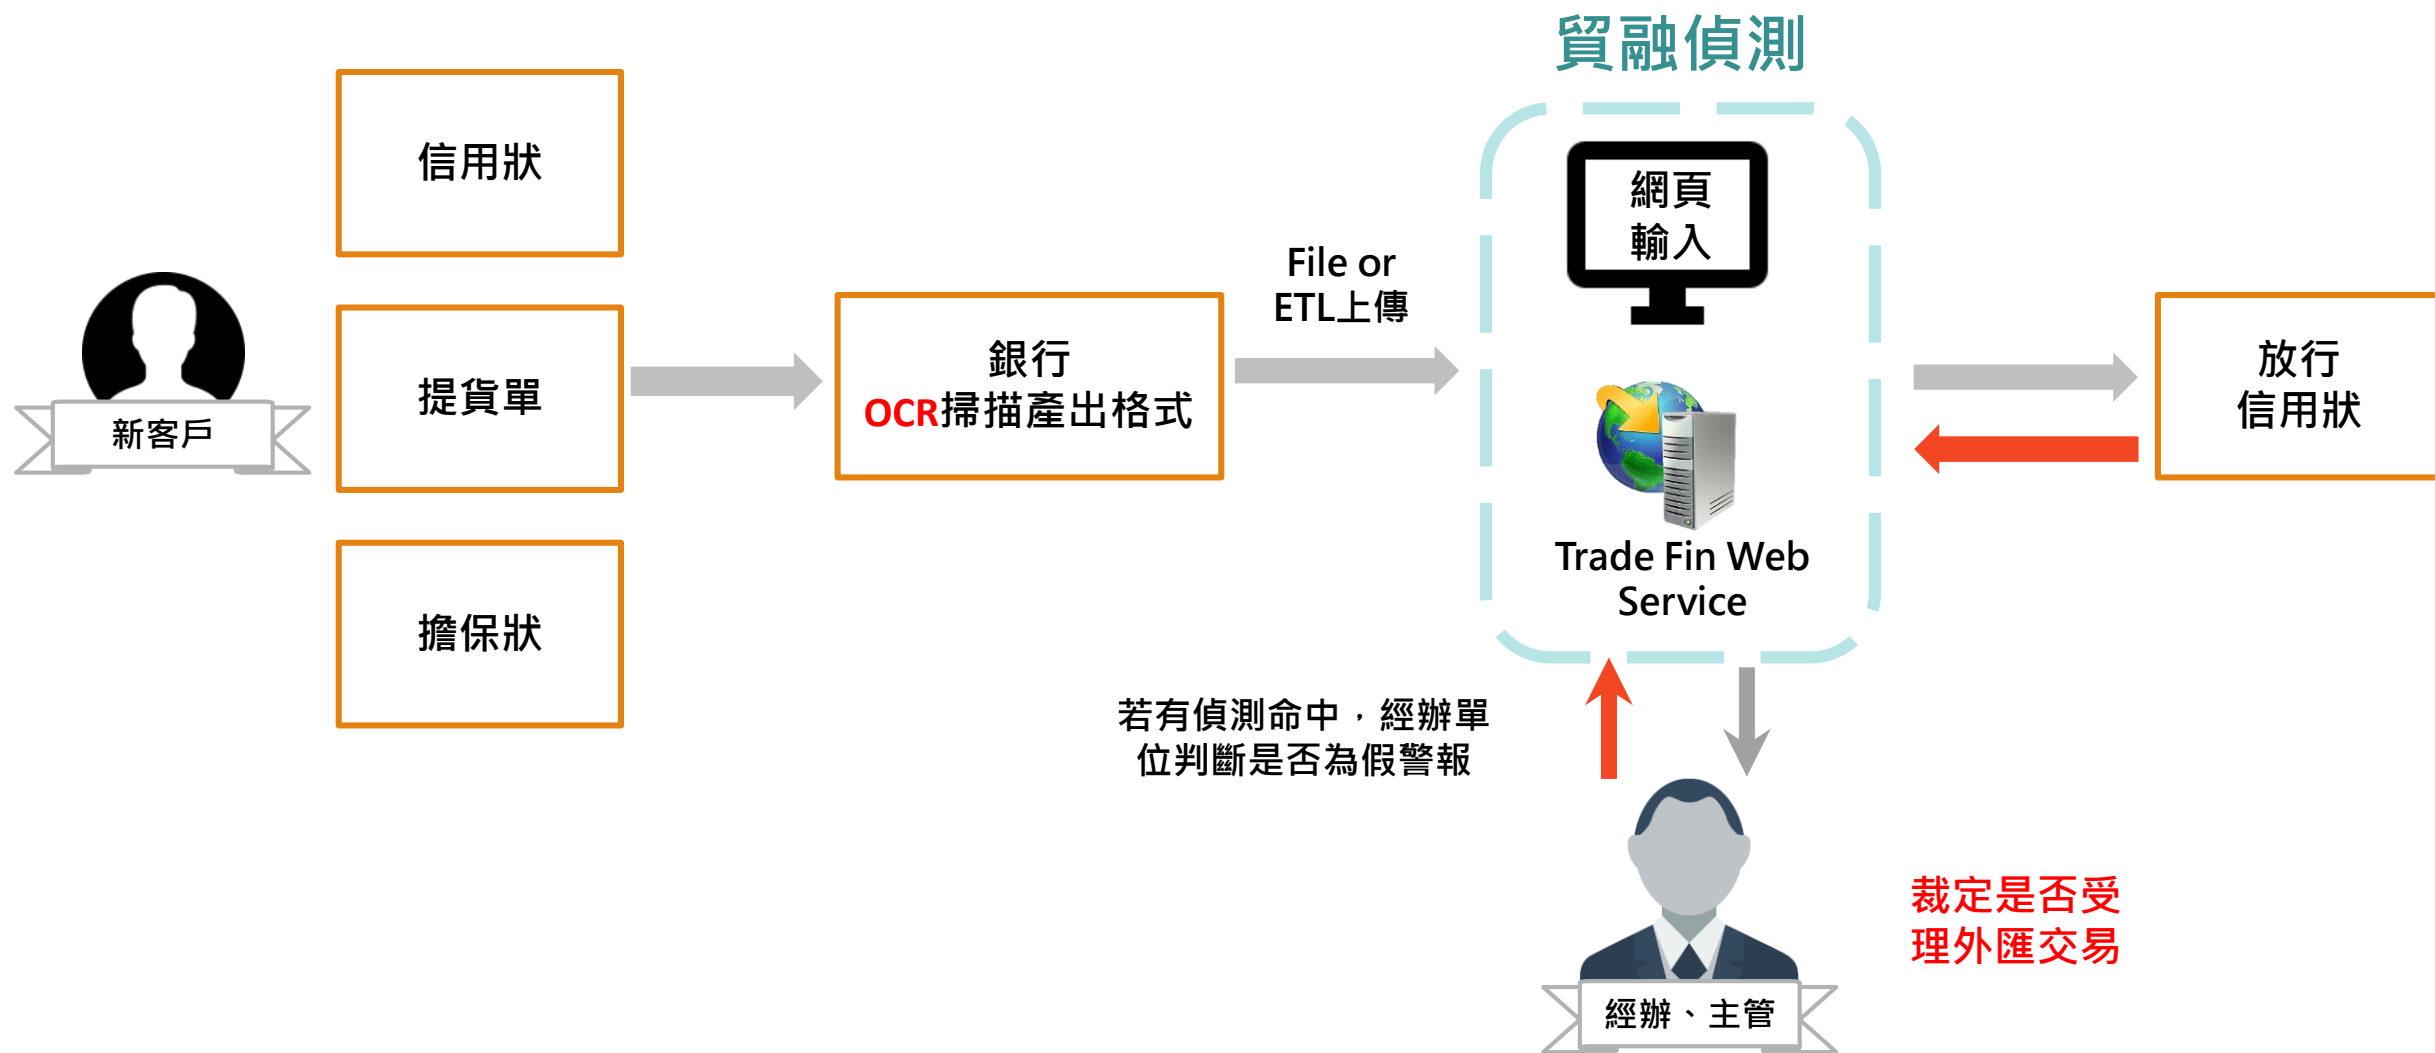 貿融偵測
信用狀
提貨單
擔保狀
新客戶
銀行
OCR掃描產出格式
File or
ETL上傳
網頁
輸入
Trade Fin Web
Service
放行
信用狀
若有偵測命中，經辦單
位判斷是否為假警報
裁定是否受
理外匯交易
經辦、主管